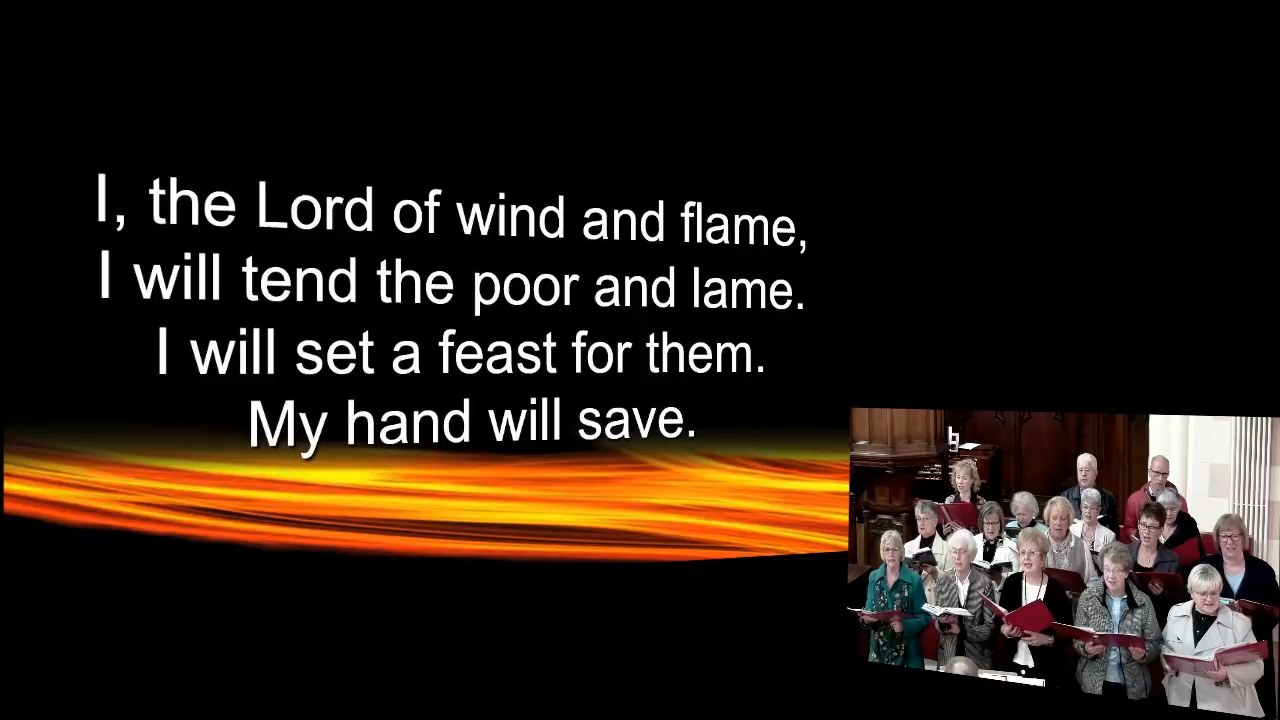 I, the Lord of wind and flame,
I will tend the poor and lame.
I will set a feast for them.
My hand will save.